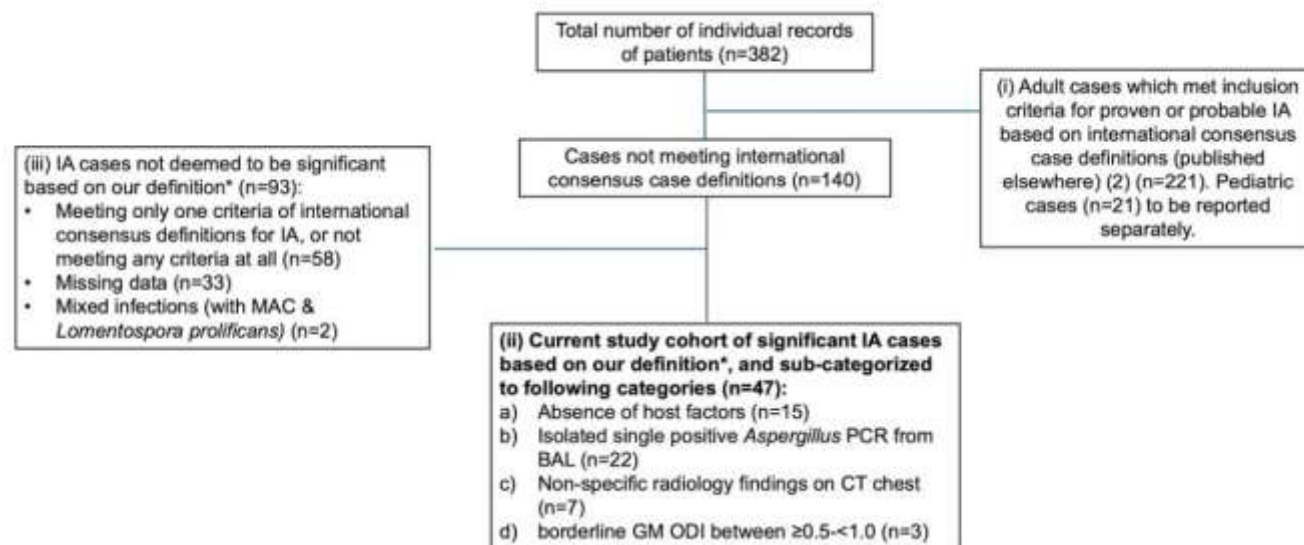 Total number of individual records
of patients (n=382)
(i) Adult cases which met inclusion
criteria for proven or probable IA
based on international consensus
case definitions (published
elsewhere) (2) (n=221). Pediatric
cases (n=21) to be reported
separately.
Cases not meeting international
consensus case definitions (n=140)
(iii) IA cases not deemed to be significant
based on our definition* (n=93):
• Meeting only one criteria of international
consensus definitions for IA, or not
meeting any criteria at all (n=58)
• Missing data (n=33)
• Mixed infections (with MAC &
Lomentospora prolificans) (n=2)
(ii) Current study cohort of significant IA cases
based on our definition*, and sub-categorized
to following categories (n=47):
a) Absence of host factors (n=15)
b) Isolated single positive Aspergillus PCR from
BAL (n=22)
c) Non-specific radiology findings on CT chest
(n=7)
d) borderline GM ODI between ≥0.5-<1.0 (n=3)